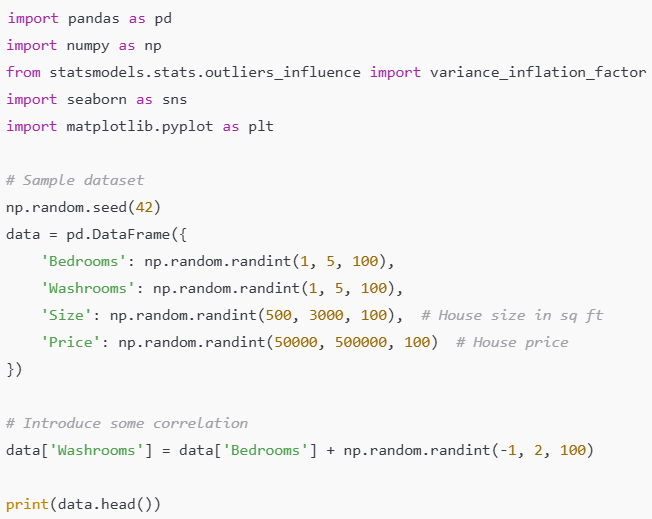 import pandas as pd
import numpy as np
from statsmodels.stats.outliers_influence import variance_inflation_factor
import seaborn as sns
import matplotlib.pyplot as plt

# Sample dataset
np.random.seed(42)
data = pd.DataFrame({
    'Bedrooms': np.random.randint(1, 5, 100),
    'Washrooms': np.random.randint(1, 5, 100),
    'Size': np.random.randint(500, 3000, 100),  # House size in sq ft
    'Price': np.random.randint(50000, 500000, 100)  # House price
})

# Introduce some correlation
data['Washrooms'] = data['Bedrooms'] + np.random.randint(-1, 2, 100)

print(data.head())